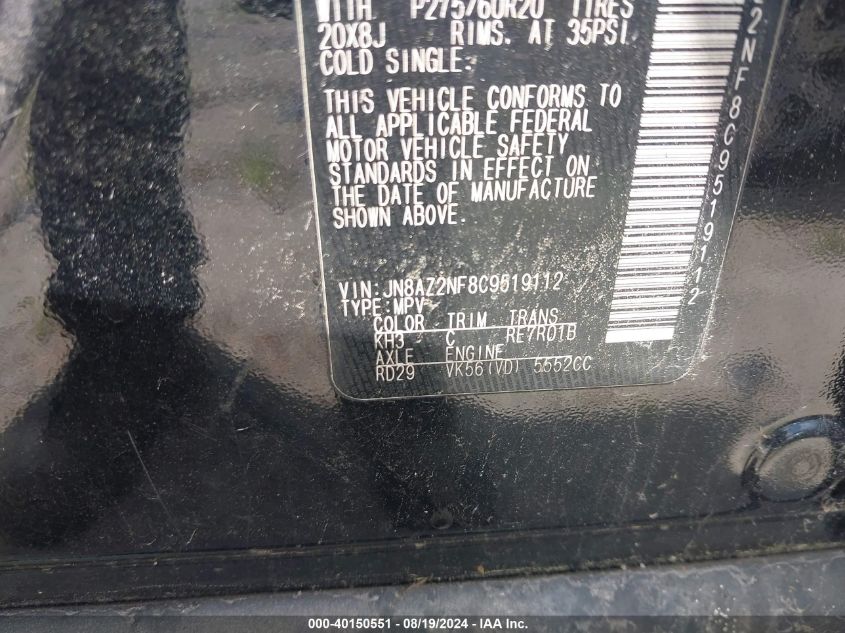 WITH P275/60R20 TIRES
20X8J RIMS. AT 35PSI
COLD SINGLE.
THIS VEHICLE CONFORMS TO
ALL APPLICABLE FEDERAL
MOTOR VEHICLE SAFETY
STANDARDS IN EFFECT ON
THE DATE OF MANUFACTURE
SHOWN ABOVE.
VIN: JN8AZ2NF8C9519112
TYPE: MPV
COLOR TRIM TRANS
KH3 C RE7R01B
AXLE ENGINE
RD29 VK56(VD) 5552CC
2NF8C9519112
000-40150551 - 08/19/2024 - IAA Inc.